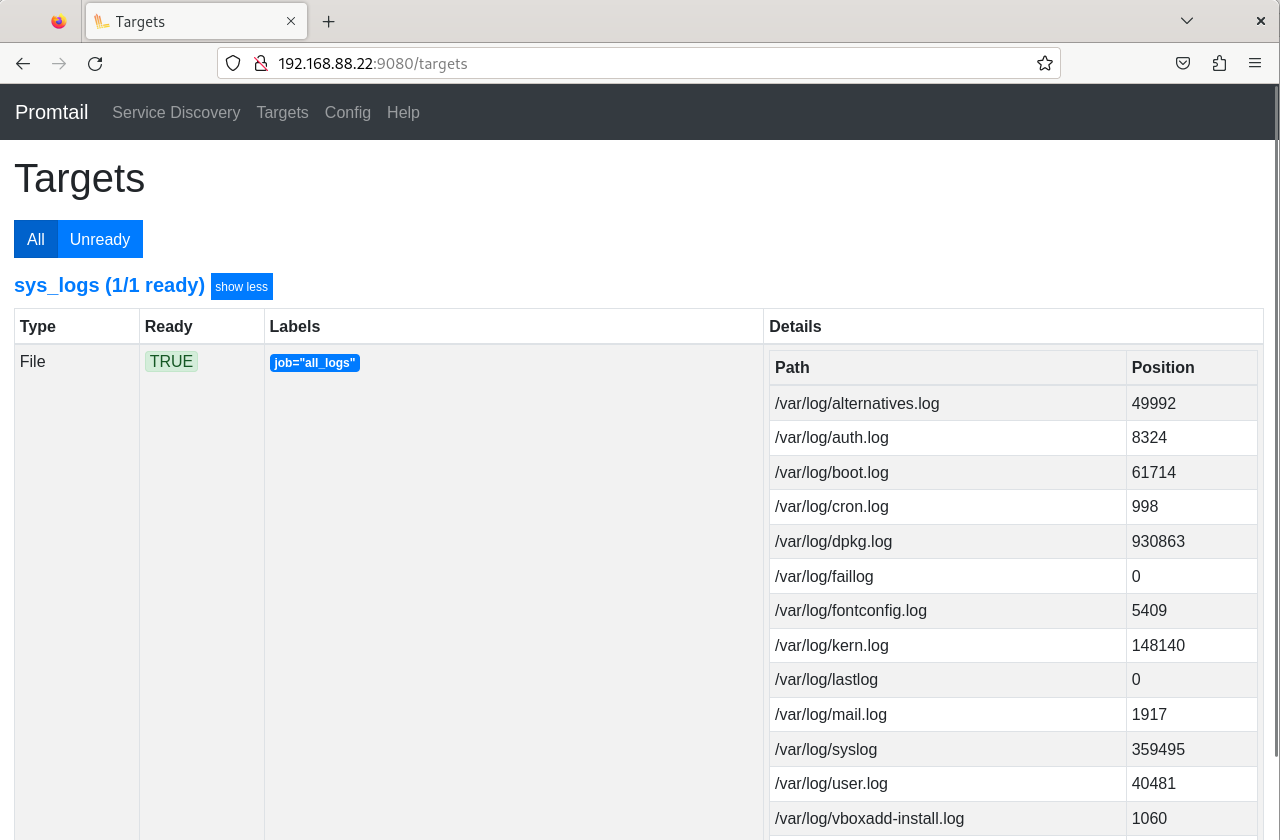 Targets
192.168.88.22:9080/targets
Promtail Service Discovery Targets Config Help
Targets
All Unready
sys_logs (1/1 ready) show less
Type Ready Labels Details
File TRUE job="all_logs" Path Position
/var/log/alternatives.log 49992
/var/log/auth.log 8324
/var/log/boot.log 61714
/var/log/cron.log 998
/var/log/dpkg.log 930863
/var/log/faillog 0
/var/log/fontconfig.log 5409
/var/log/kern.log 148140
/var/log/lastlog 0
/var/log/mail.log 1917
/var/log/syslog 359495
/var/log/user.log 40481
/var/log/vboxadd-install.log 1060